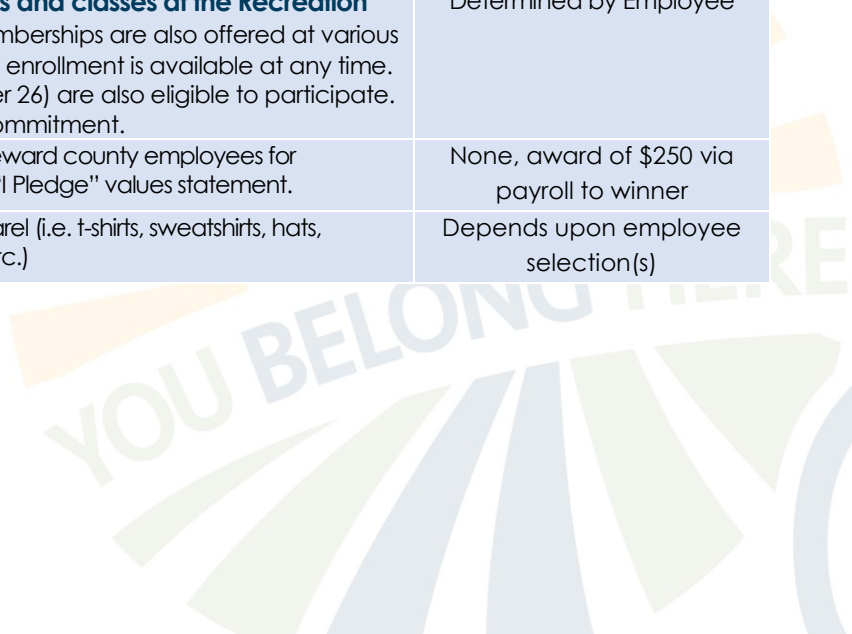 s and classes at the Recreation
Determined by Employee
mberships are also offered at various
enrollment is available at any time.
er 26) are also eligible to participate.
ommitment.
eward county employees for
"I Pledge" values statement.
None, award of $250 via
payroll to winner
rel (i.e. t-shirts, sweatshirts, hats,
tc.)
Depends upon employee
selection(s)
YOU BELONG HERE